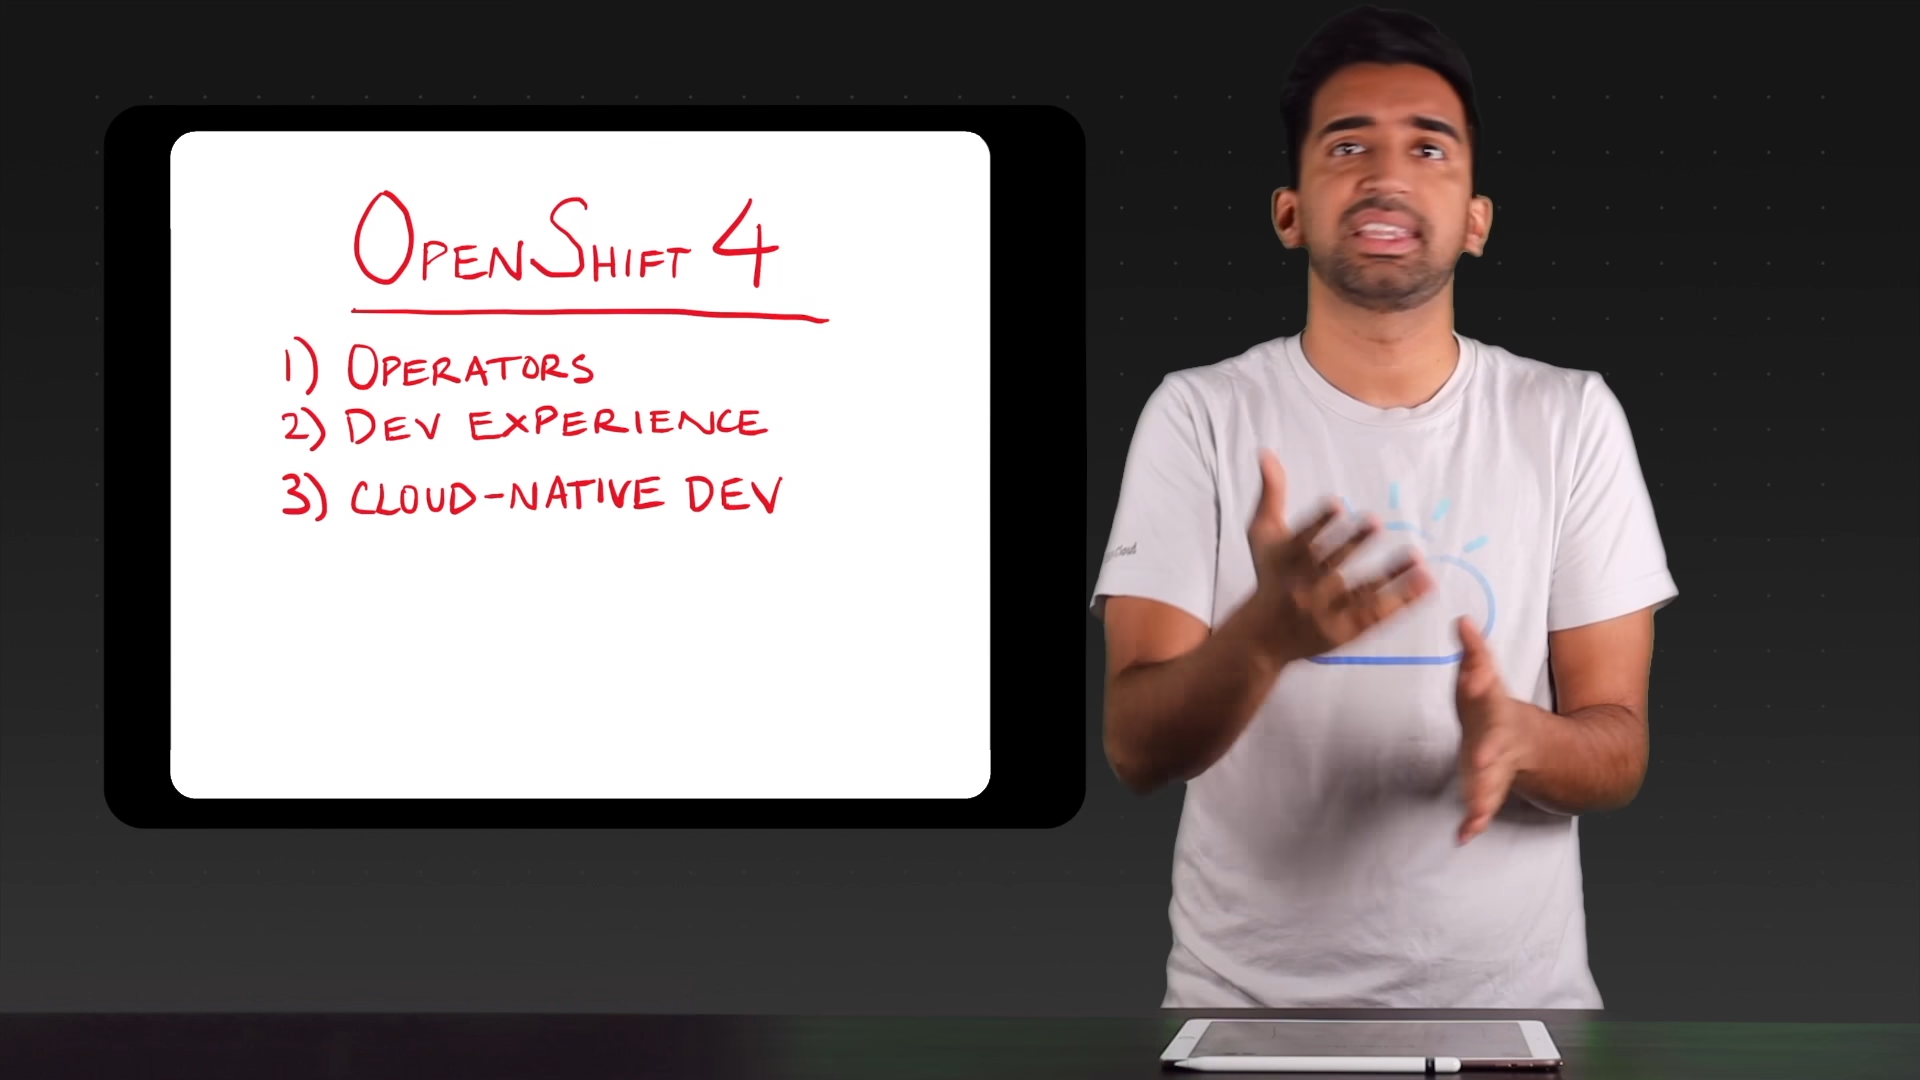 OPENSHIFT 4
1) OPERATORS
2) DEV EXPERIENCE
3) CLOUD-NATIVE DEV